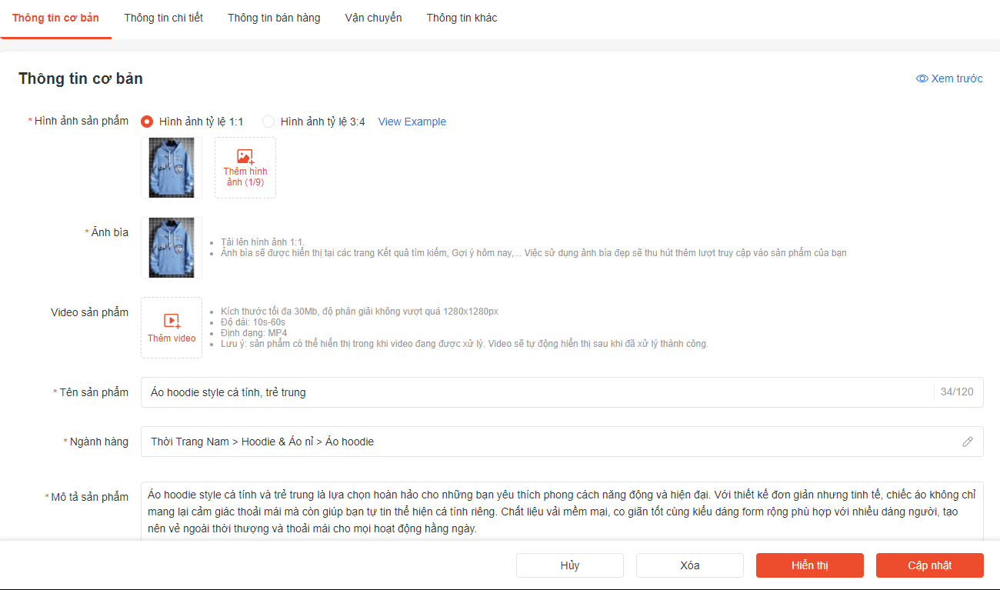 Thông tin cơ bản
Thông tin chi tiết
Thông tin bán hàng
Vận chuyển
Thông tin khác
Thông tin cơ bản
Xem trước
* Hình ảnh sản phẩm
Hình ảnh tỷ lệ 1:1
Hình ảnh tỷ lệ 3:4
View Example
Thêm hình
ảnh (1/9)
* Ảnh bìa
Tải lên hình ảnh 1:1.
Ảnh bìa sẽ được hiển thị tại các trang Kết quả tìm kiếm, Gợi ý hôm nay,... Việc sử dụng ảnh bìa đẹp sẽ thu hút thêm lượt truy cập vào sản phẩm của bạn
Video sản phẩm
Thêm video
Kích thước tối đa 30Mb, độ phân giải không vượt quá 1280x1280px
Độ dài: 10s-60s
Định dạng: MP4
Lưu ý: sản phẩm có thể hiển thị trong khi video đang được xử lý. Video sẽ tự động hiển thị sau khi đã xử lý thành công.
* Tên sản phẩm
Áo hoodie style cá tính, trẻ trung
34/120
* Ngành hàng
Thời Trang Nam > Hoodie & Áo nỉ > Áo hoodie
* Mô tả sản phẩm
Áo hoodie style cá tính và trẻ trung là lựa chọn hoàn hảo cho những bạn yêu thích phong cách năng động và hiện đại. Với thiết kế đơn giản nhưng tinh tế, chiếc áo không chỉ
mang lại cảm giác thoải mái mà còn giúp bạn tự tin thể hiện cá tính riêng. Chất liệu vải mềm mại, co giãn tốt cùng kiểu dáng form rộng phù hợp với nhiều dáng người, tạo
nên vẻ ngoài thời thượng và thoải mái cho mọi hoạt động hằng ngày.
Hủy
Xóa
Hiển thị
Cập nhật